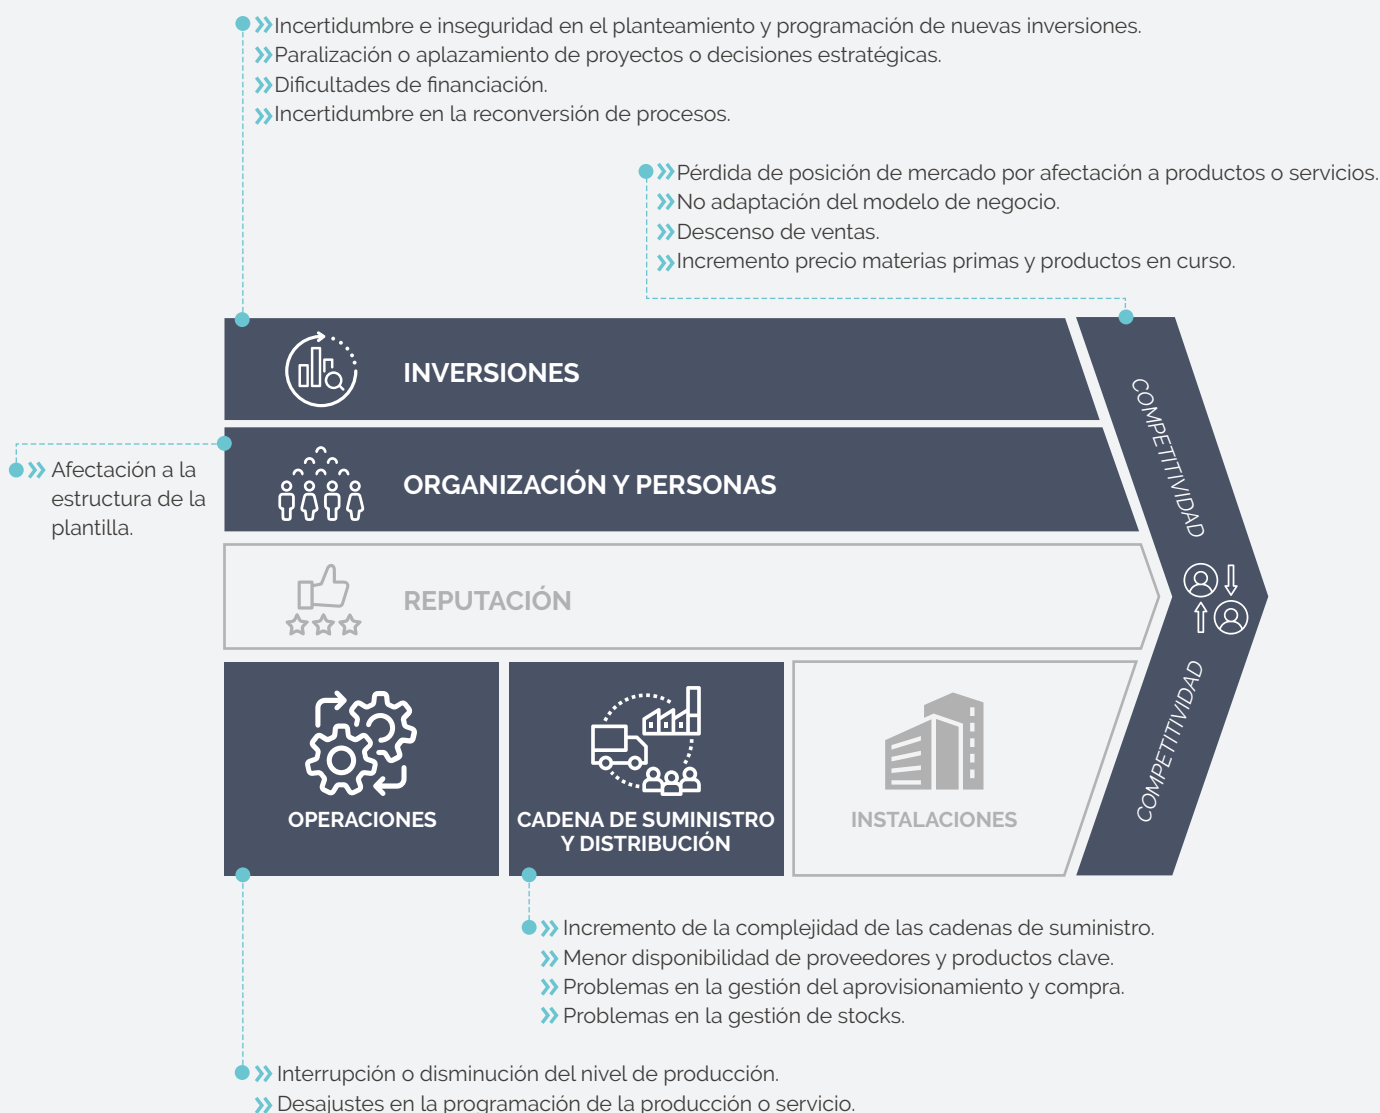 »Incertidumbre e inseguridad en el planteamiento y programación de nuevas inversiones.
»Paralización o aplazamiento de proyectos o decisiones estratégicas.
»Dificultades de financiación.
»Incertidumbre en la reconversión de procesos.
»Pérdida de posición de mercado por afectación a productos o servicios.
»No adaptación del modelo de negocio.
»Descenso de ventas.
»Incremento precio materias primas y productos en curso.
INVERSIONES
COMPETITIVIDAD
» Afectación a la
estructura de la
plantilla.
ORGANIZACIÓN Y PERSONAS
REPUTACIÓN
COMPETITIVIDAD
OPERACIONES
CADENA DE SUMINISTRO
Y DISTRIBUCIÓN
INSTALACIONES
» Incremento de la complejidad de las cadenas de suministro.
» Menor disponibilidad de proveedores y productos clave.
» Problemas en la gestión del aprovisionamiento y compra.
» Problemas en la gestión de stocks.
» Interrupción o disminución del nivel de producción.
» Desajustes en la programación de la producción o servicio.